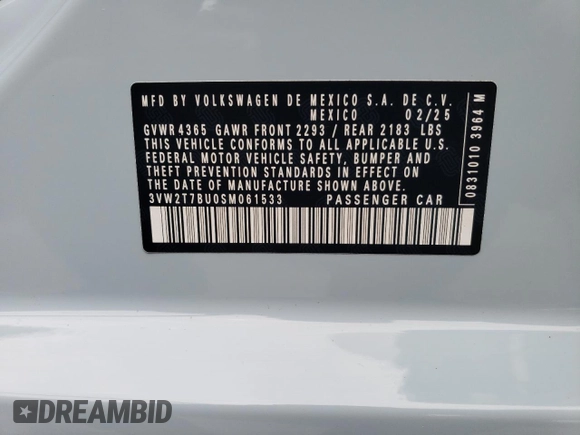 MFD BY VOLKSWAGEN DE MEXICO S.A. DE C.V.
MEXICO 02/25
GVWR 4365 GAWR FRONT 2293 / REAR 2183 LBS
THIS VEHICLE CONFORMS TO ALL APPLICABLE U.S.
FEDERAL MOTOR VEHICLE SAFETY, BUMPER AND
THEFT PREVENTION STANDARDS IN EFFECT ON
THE DATE OF MANUFACTURE SHOWN ABOVE.
3VW2T7BU0SM061533 PASSENGER CAR
0831010 3964 M
DREAMBID